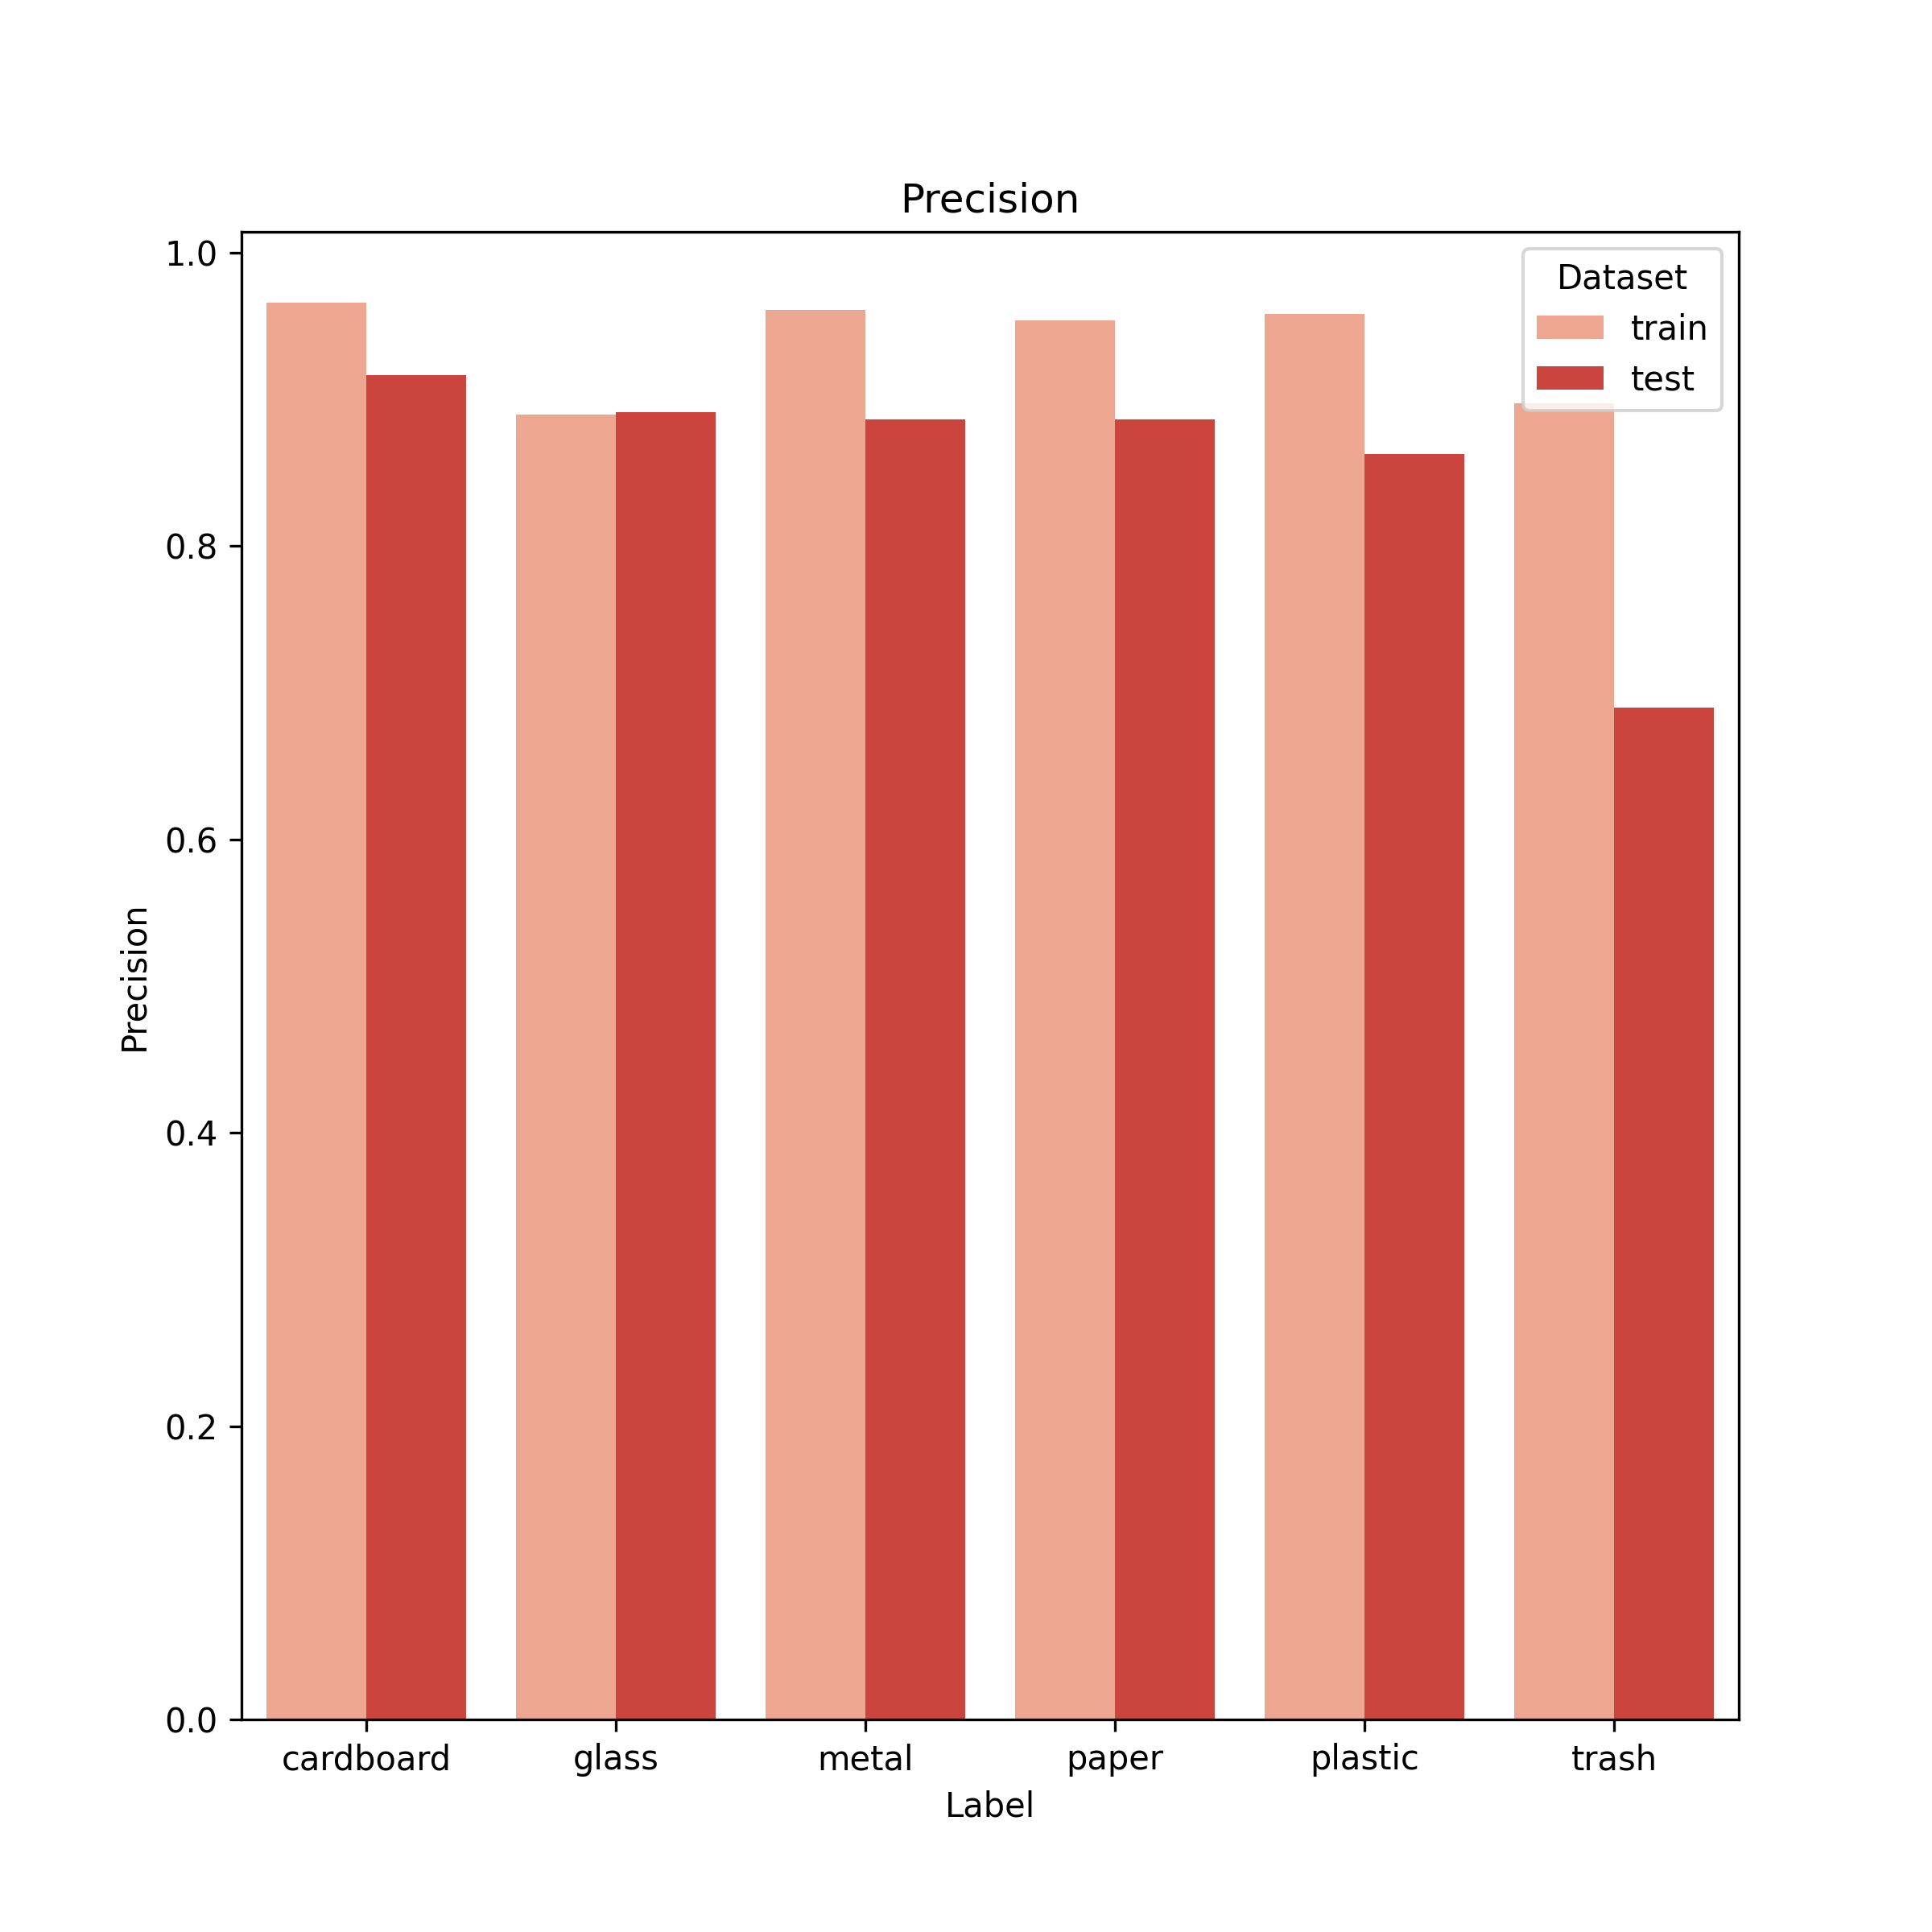 Precision
Dataset
train
test
1.0
0.8
0.6
0.4
0.2
0.0
Precision
cardboard glass metal paper plastic trash
Label